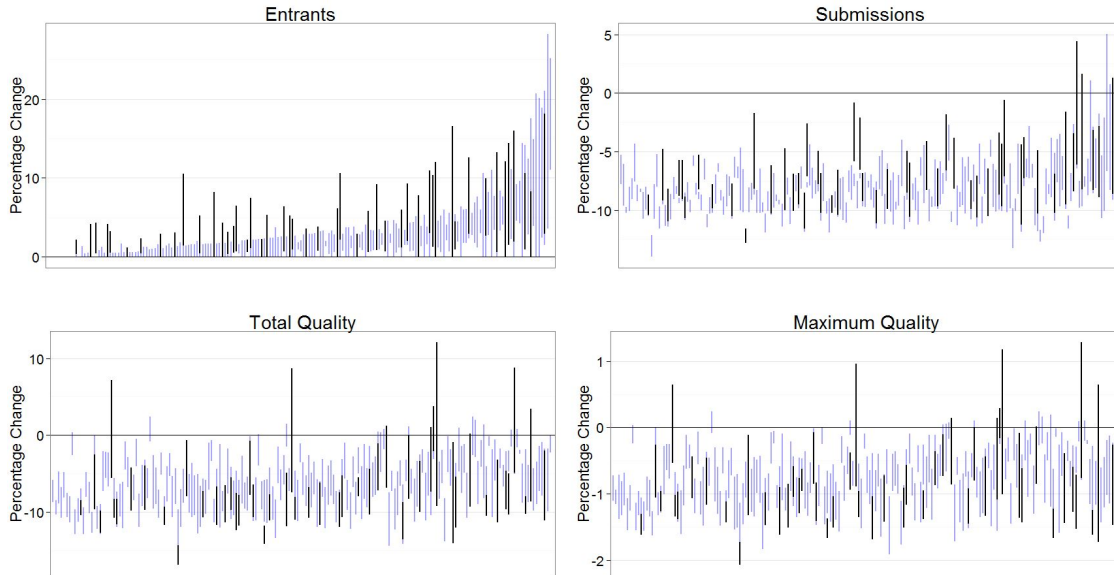 Entrants
Percentage Change
20
10
0
Submissions
Percentage Change
5
0
-5
-10
Total Quality
Percentage Change
10
0
-10
Maximum Quality
Percentage Change
1
0
-1
-2